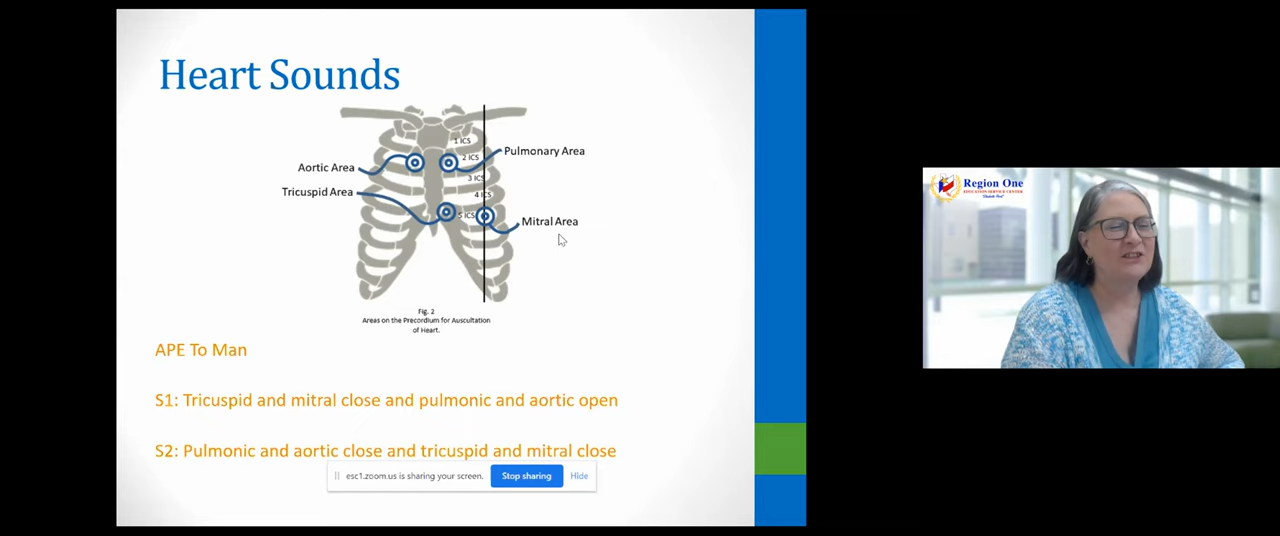 Heart Sounds
1 ICS
Pulmonary Area
2 ICS
Aortic Area
3 ICS
Tricuspid Area
4 ICS
5 ICS
Mitral Area
Fig. 2
Areas on the Precordium for Auscultation
of Heart.
APE To Man
S1: Tricuspid and mitral close and pulmonic and aortic open
S2: Pulmonic and aortic close and tricuspid and mitral close
esc1.zoom.us is sharing your screen.
Stop sharing
Hide
Region One
EDUCATION SERVICE CENTER